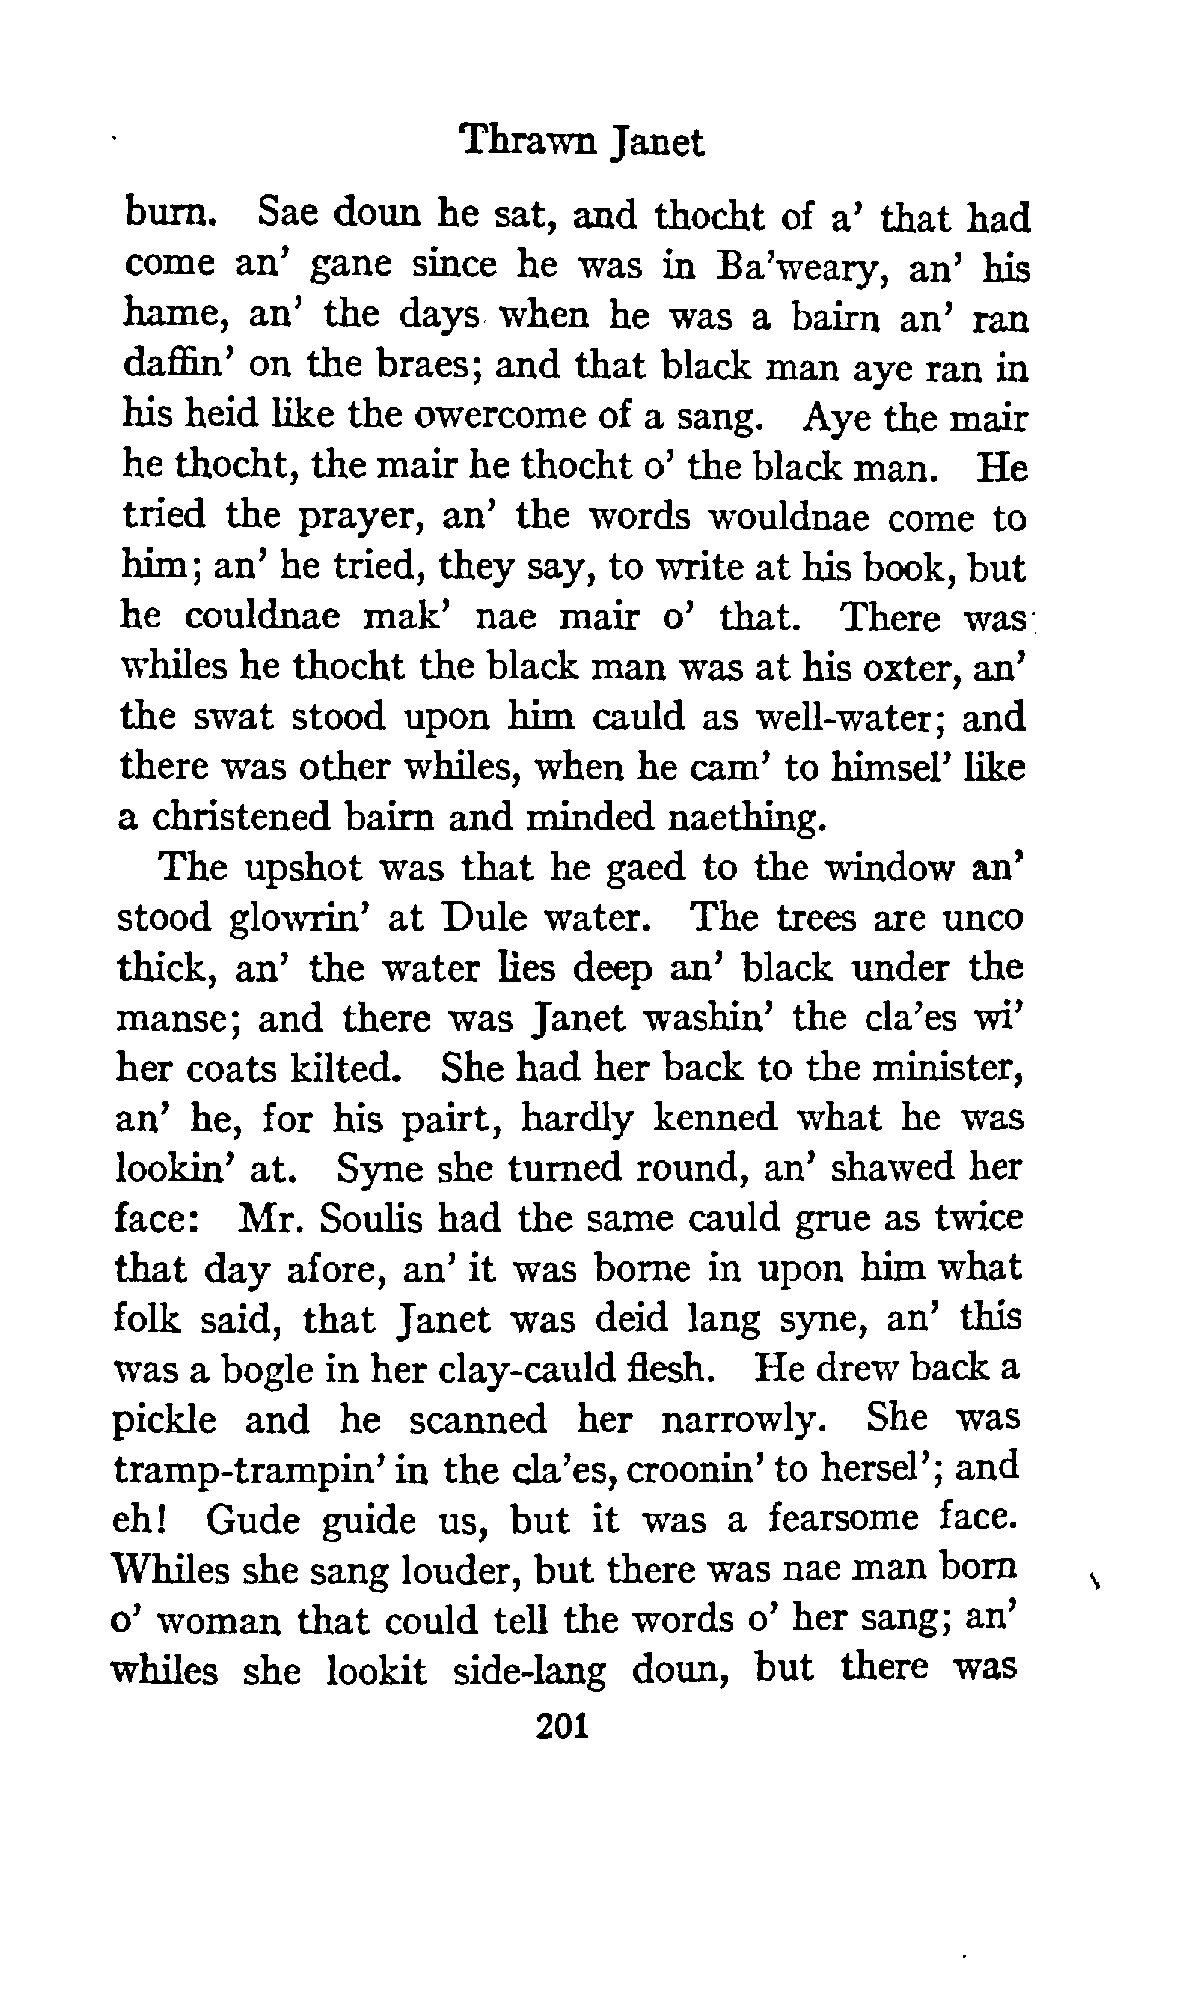 Thrawn Janet
burn. Sae doun he sat, and thocht of a' that had
come an' gane since he was in Ba'weary, an' his
hame, an' the days when he was a bairn an' ran
daffin' on the braes; and that black man aye ran in
his heid like the owercome of a sang. Aye the mair
he thocht, the mair he thocht o' the black man. He
tried the prayer, an' the words wouldnae come to
him; an' he tried, they say, to write at his book, but
he couldnae mak' nae mair o' that. There was
whiles he thocht the black man was at his oxter, an'
the swat stood upon him cauld as well-water; and
there was other whiles, when he cam' to himsel' like
a christened bairn and minded naething.
The upshot was that he gaed to the window an'
stood glowrin' at Dule water. The trees are unco
thick, an' the water lies deep an' black under the
manse; and there was Janet washin' the cla'es wi'
her coats kilted. She had her back to the minister,
an' he, for his pairt, hardly kenned what he was
lookin' at. Syne she turned round, an' shawed her
face: Mr. Soulis had the same cauld grue as twice
that day afore, an' it was borne in upon him what
folk said, that Janet was deid lang syne, an' this
was a bogle in her clay-cauld flesh. He drew back a
pickle and he scanned her narrowly. She was
tramp-trampin' in the cla'es, croonin' to hersel'; and
eh! Gude guide us, but it was a fearsome face.
Whiles she sang louder, but there was nae man born
o' woman that could tell the words o' her sang; an'
whiles she lookit side-lang doun, but there was
201